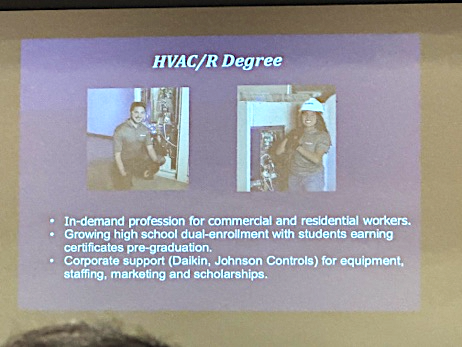 HVAC/R Degree
• In-demand profession for commercial and residential workers.
• Growing high school dual-enrollment with students earning
certificates pre-graduation.
• Corporate support (Daikin, Johnson Controls) for equipment,
staffing, marketing and scholarships.